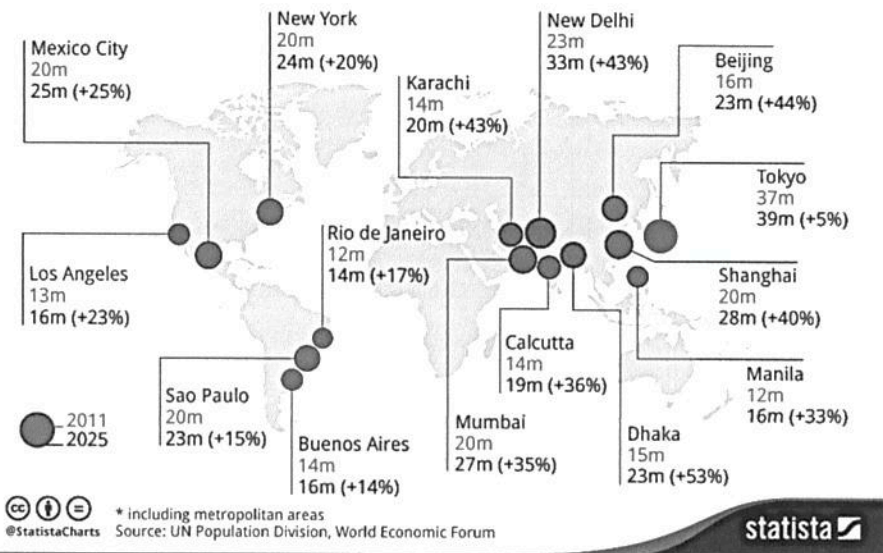 New York
20m
24m (+20%)
Mexico City
20m
25m (+25%)
New Delhi
23m
33m (+43%)
Beijing
16m
23m (+44%)
Karachi
14m
20m (+43%)
Tokyo
37m
39m (+5%)
Los Angeles
13m
16m (+23%)
Rio de Janeiro
12m
14m (+17%)
Shanghai
20m
28m (+40%)
Calcutta
14m
19m (+36%)
Manila
12m
16m (+33%)
Sao Paulo
20m
23m (+15%)
Buenos Aires
14m
16m (+14%)
Mumbai
20m
27m (+35%)
Dhaka
15m
23m (+53%)
2011
2025
cc
@StatistaCharts
* including metropolitan areas
Source: UN Population Division, World Economic Forum
statista